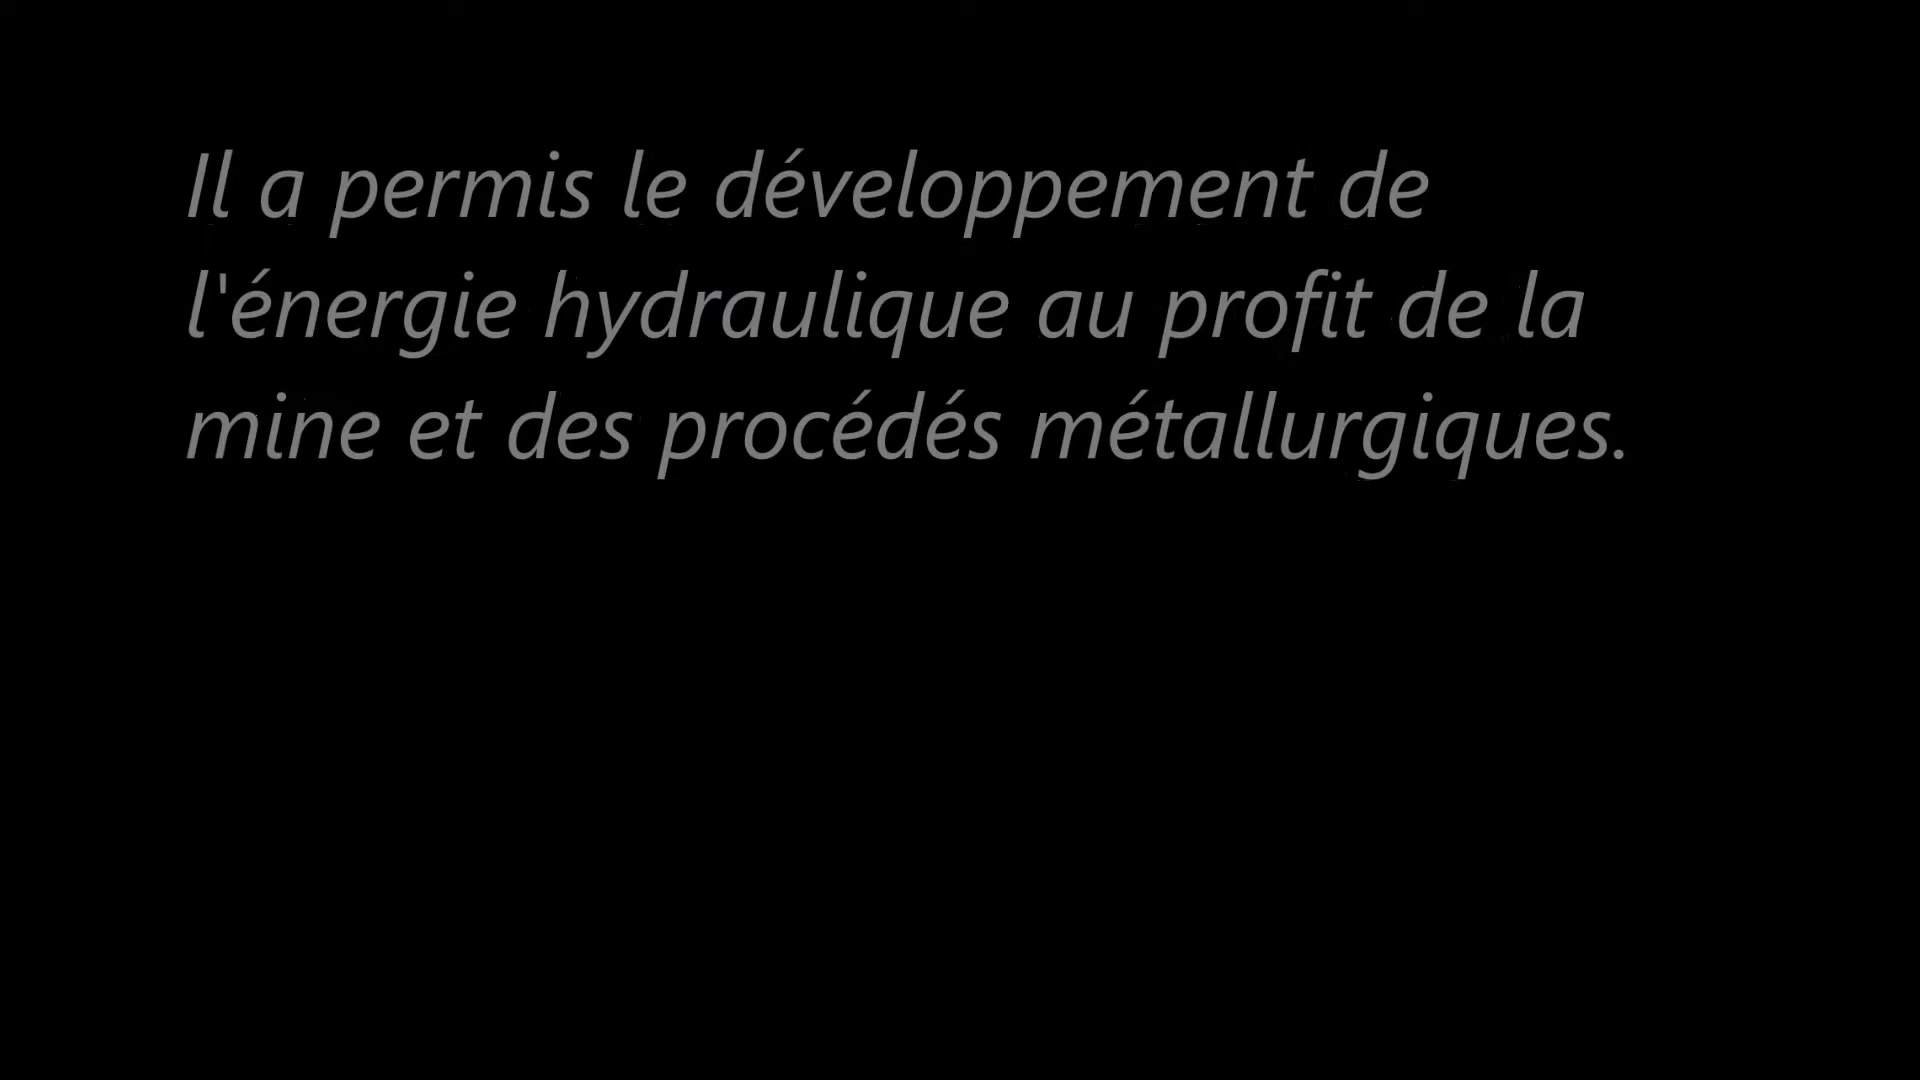 Il a permis le développement de
l'énergie hydraulique au profit de la
mine et des procédés métallurgiques.